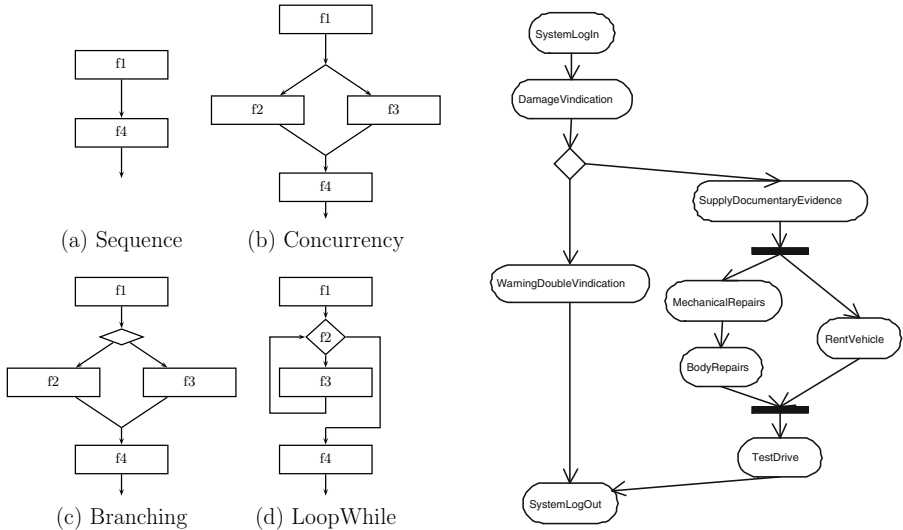 f1
f4
(a) Sequence
f1
f2 f3
f4
(b) Concurrency
f1
f2 f3
f4
(c) Branching
f1
f2
f3
f4
(d) LoopWhile
SystemLogIn
DamageVindication
SupplyDocumentaryEvidence
WarningDoubleVindication
MechanicalRepairs
RentVehicle
BodyRepairs
TestDrive
SystemLogOut